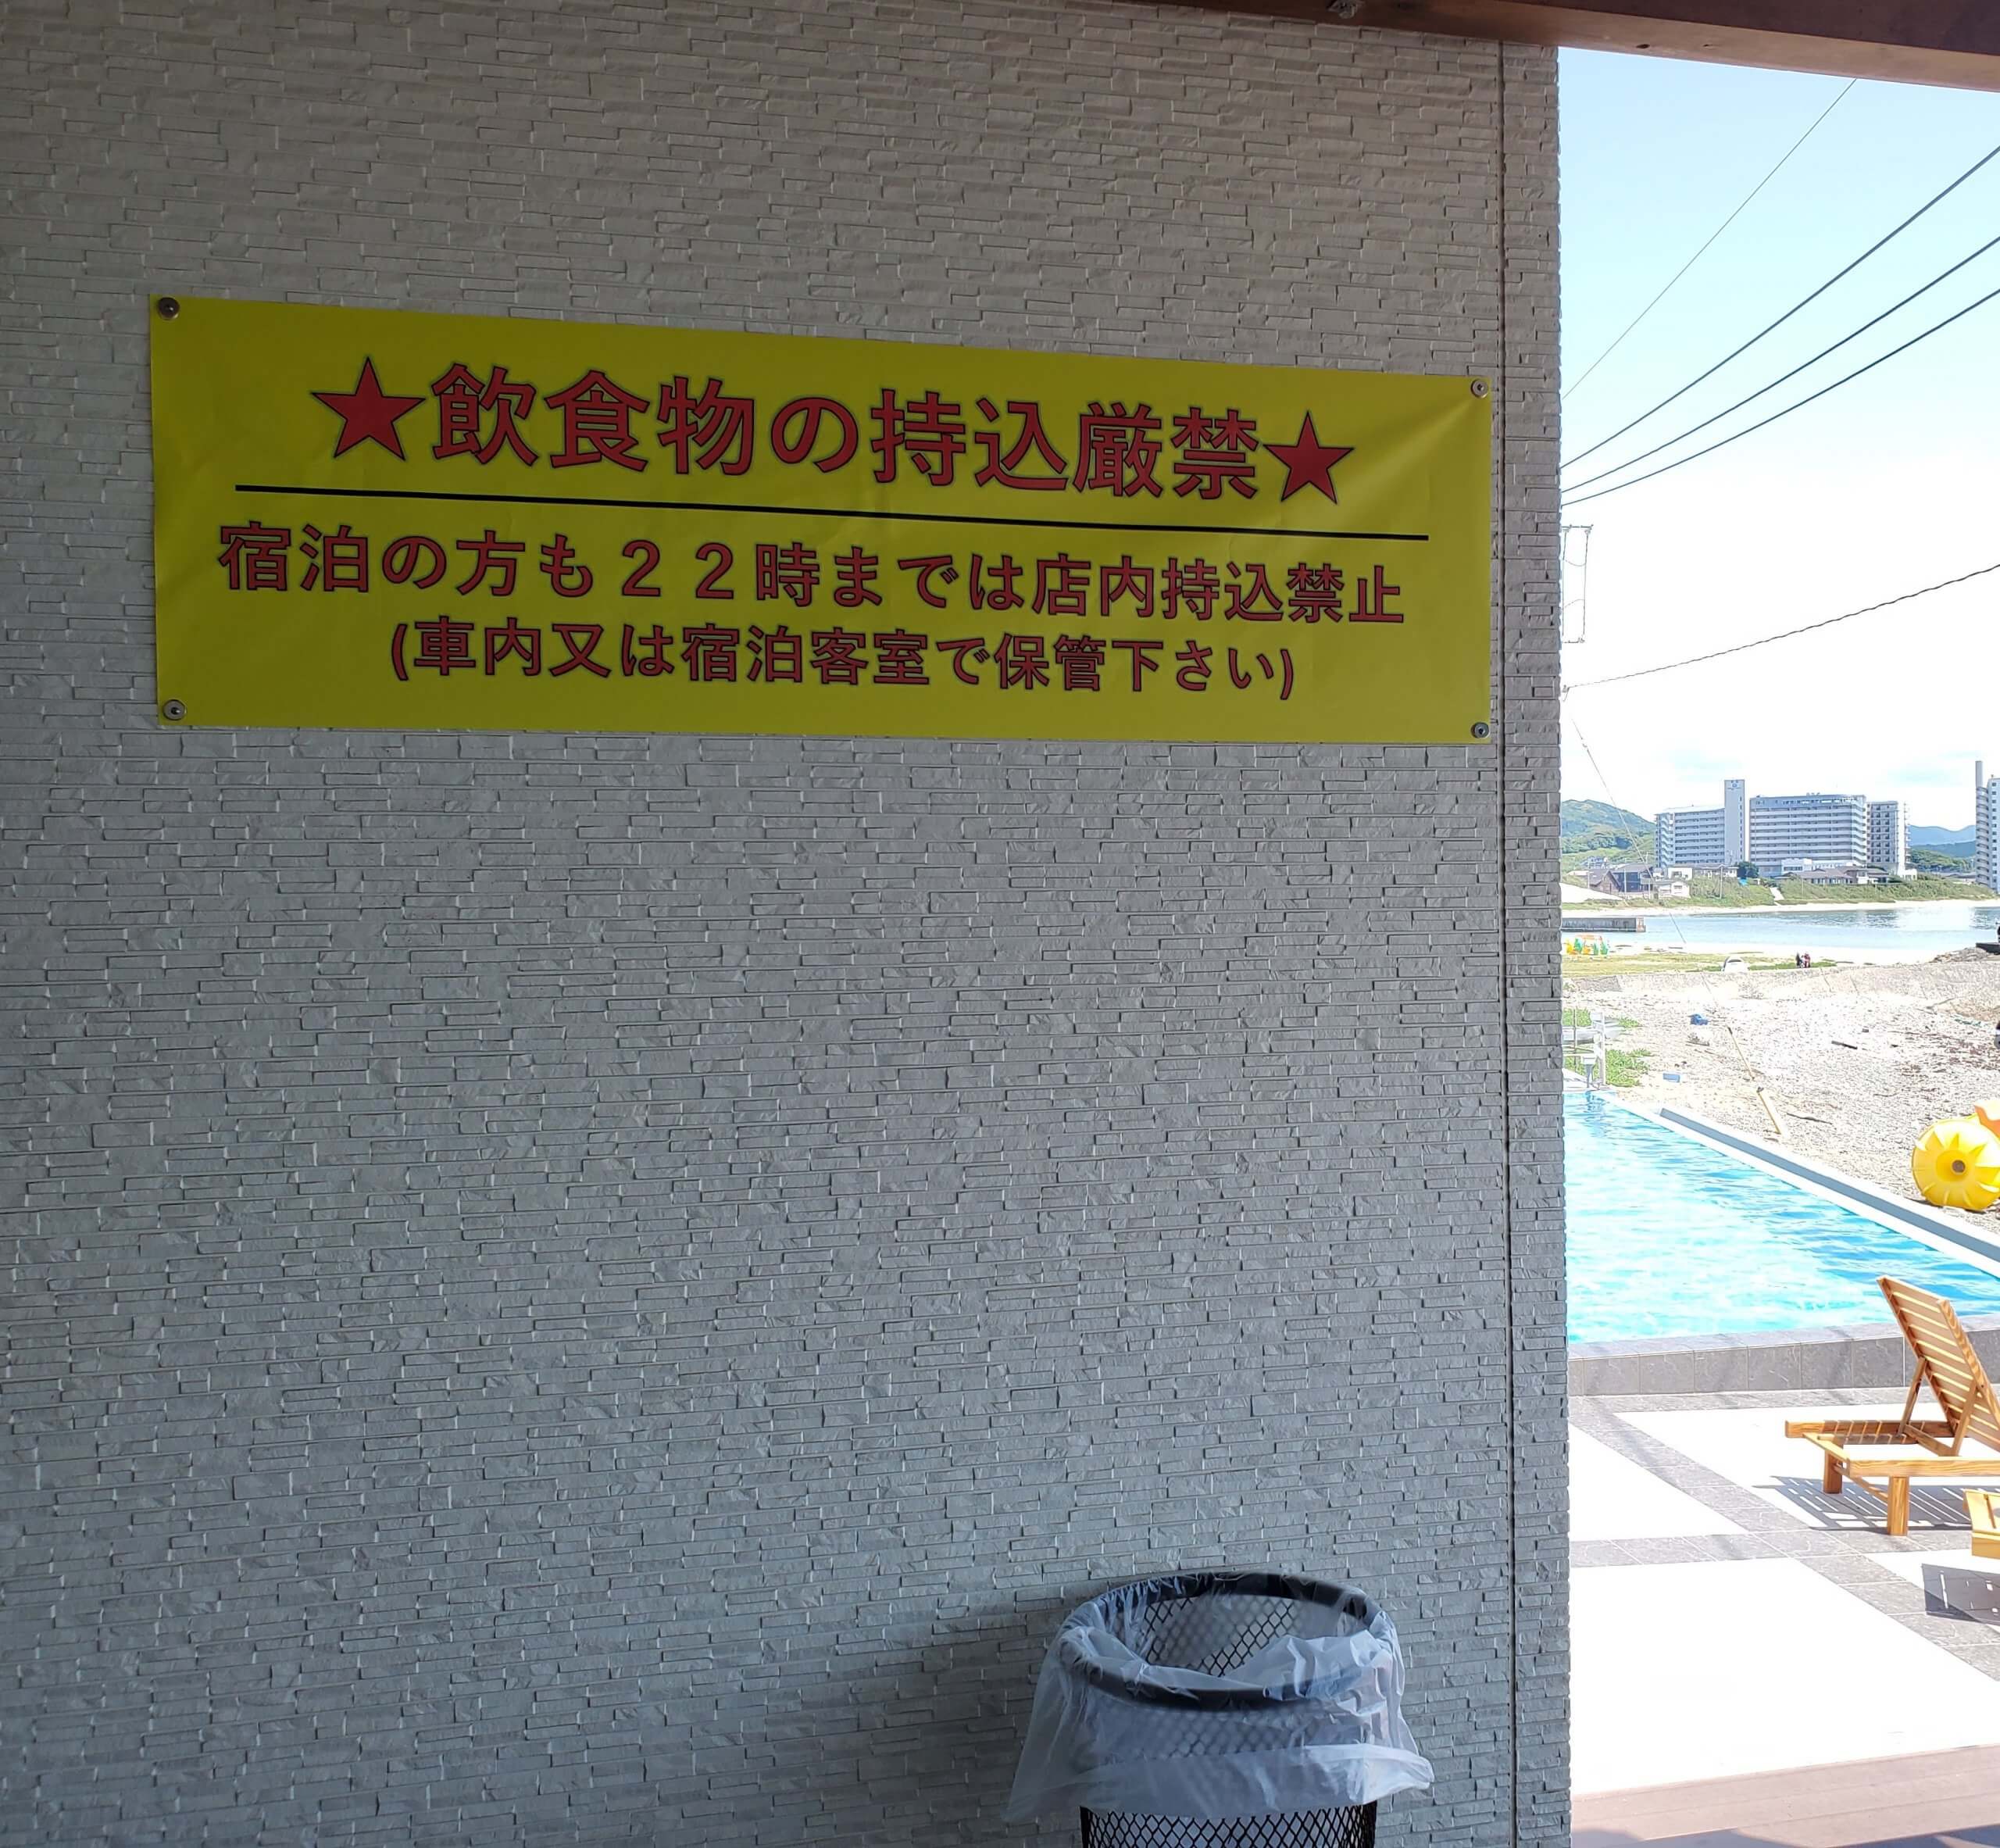 ★飲食物の持込厳禁★
宿泊の方も２２時までは店内持込禁止
(車内又は宿泊客室で保管下さい)